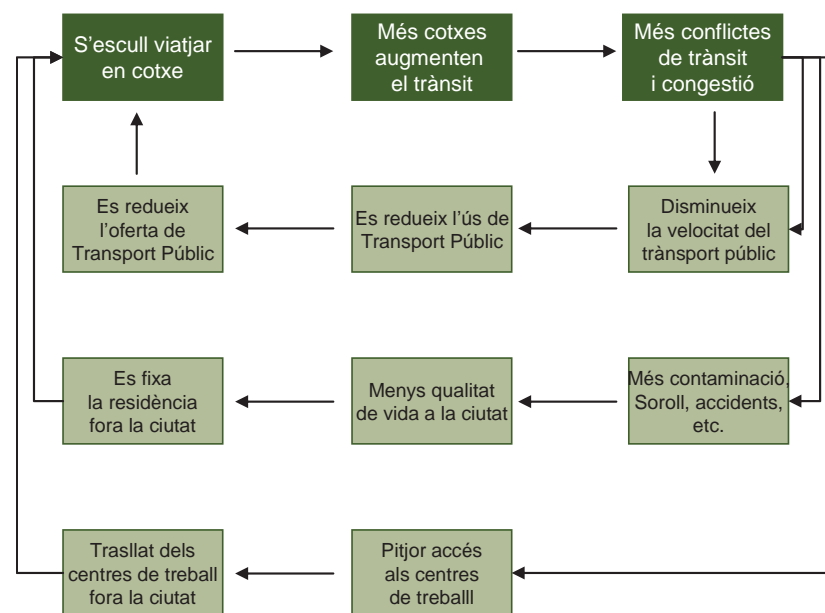 S'escull viatjar
en cotxe
Més cotxes
augmenten
el trànsit
Més conflictes
de trànsit
i congestió
Es redueix
l'oferta de
Transport Públic
Es redueix l'ús de
Transport Públic
Disminueix
la velocitat del
trànsport públic
Es fixa
la residència
fora la ciutat
Menys qualitat
de vida a la ciutat
Més contaminació,
Soroll, accidents,
etc.
Trasllat dels
centres de treball
fora la ciutat
Pitjor accés
als centres
de treballl